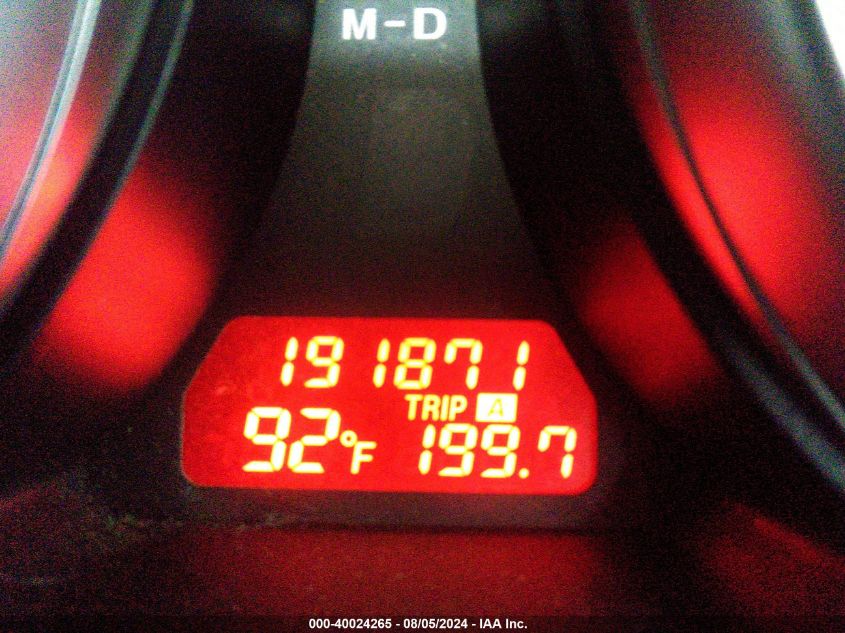 M-D
191871
TRIP A
92°F 199.7
000-40024265 - 08/05/2024 - IAA Inc.